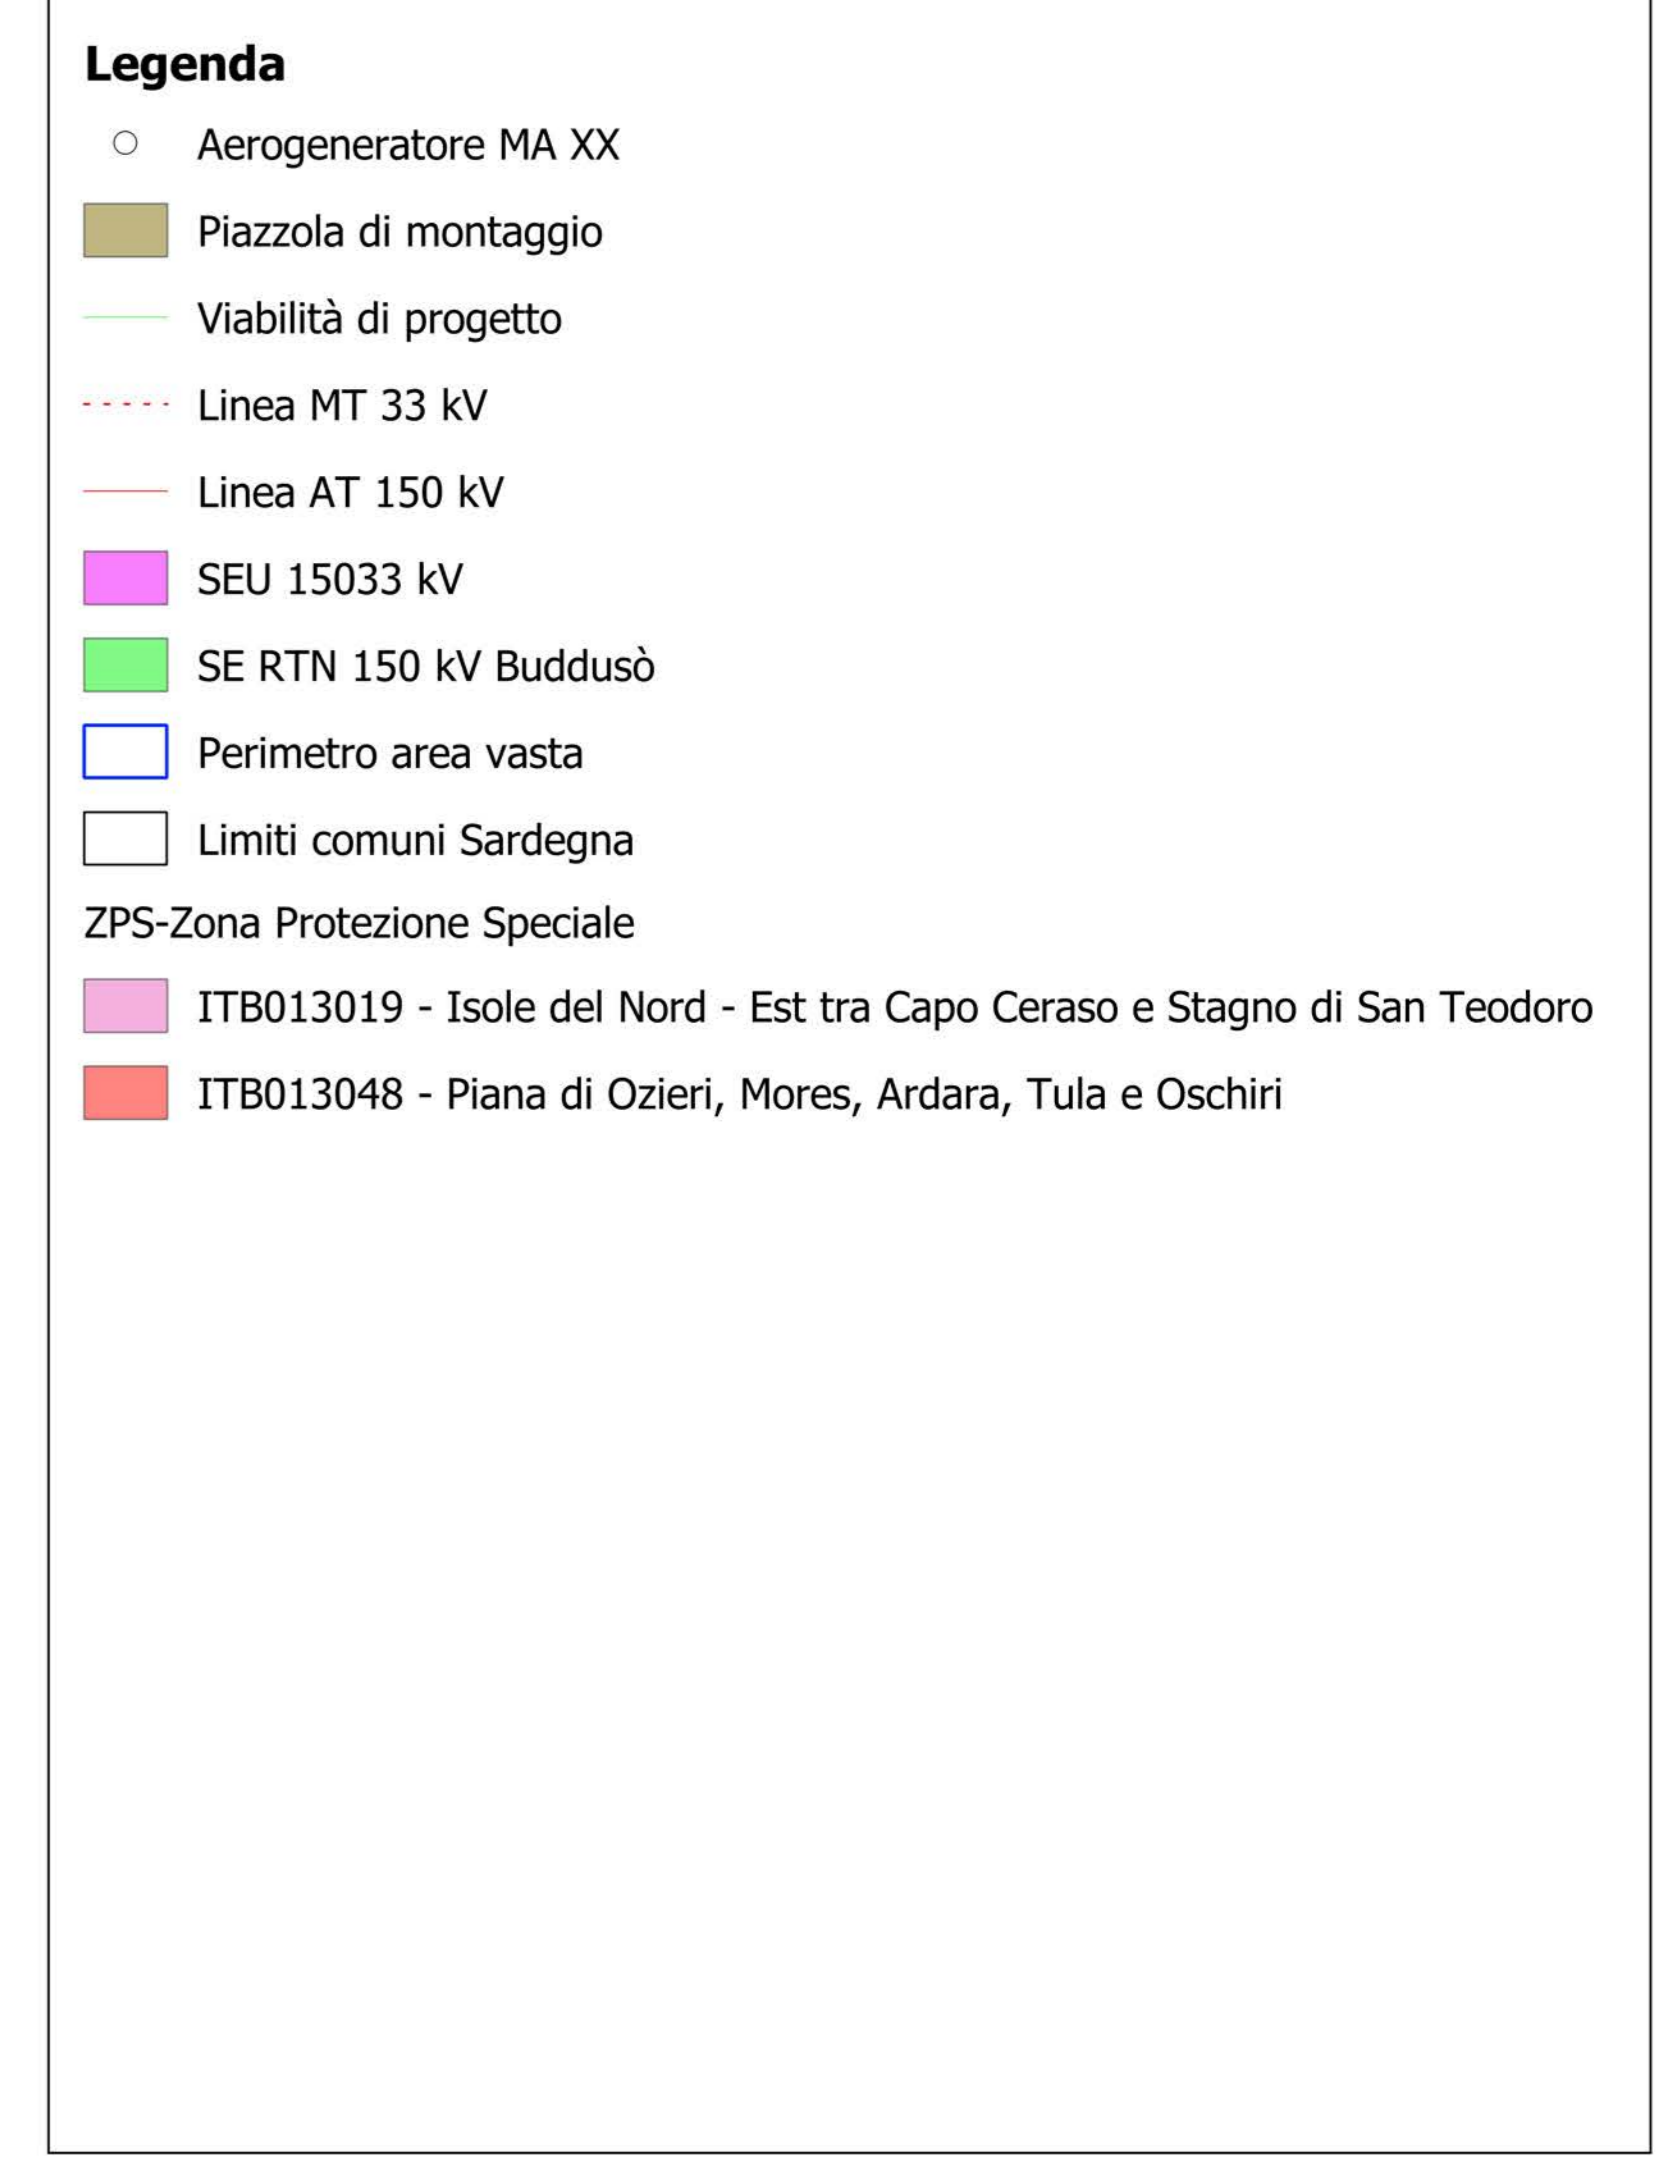 Legenda
Aerogeneratore MA XX
Piazzola di montaggio
Viabilità di progetto
Linea MT 33 kV
Linea AT 150 kV
SEU 15033 kV
SE RTN 150 kV Buddusò
Perimetro area vasta
Limiti comuni Sardegna
ZPS-Zona Protezione Speciale
ITB013019 - Isole del Nord - Est tra Capo Ceraso e Stagno di San Teodoro
ITB013048 - Piana di Ozieri, Mores, Ardara, Tula e Oschiri